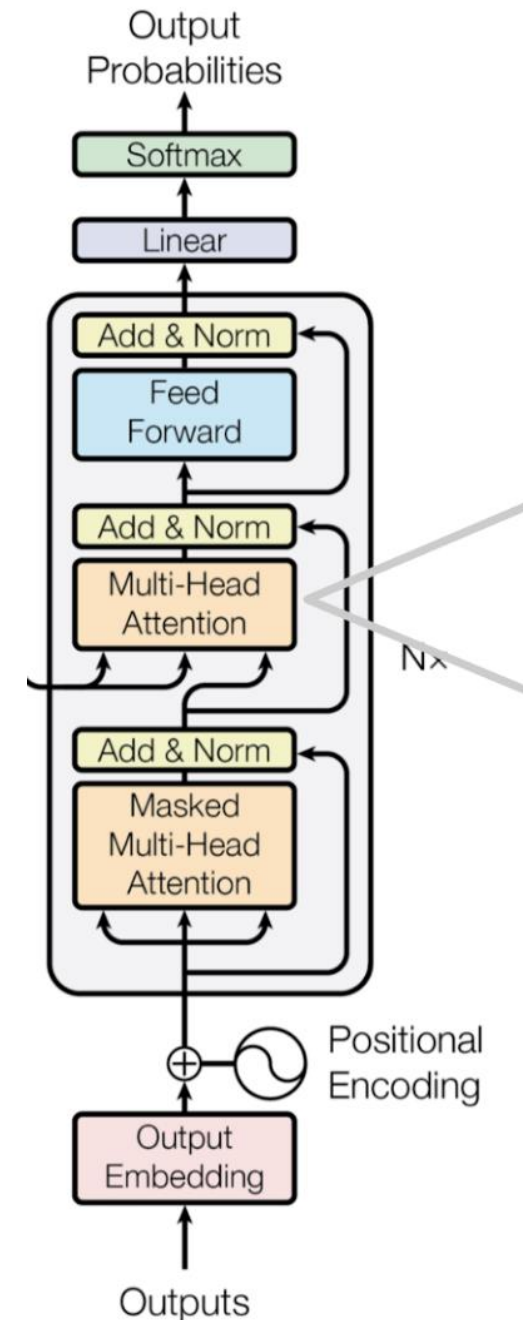 Output
Probabilities
Softmax
Linear
Add & Norm
Feed
Forward
Add & Norm
Multi-Head
Attention
N×
Add & Norm
Masked
Multi-Head
Attention
Positional
Encoding
Output
Embedding
Outputs